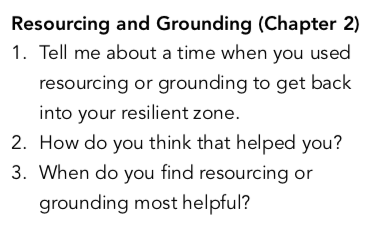 Resourcing and Grounding (Chapter 2)
1. Tell me about a time when you used
resourcing or grounding to get back
into your resilient zone.
2. How do you think that helped you?
3. When do you find resourcing or
grounding most helpful?